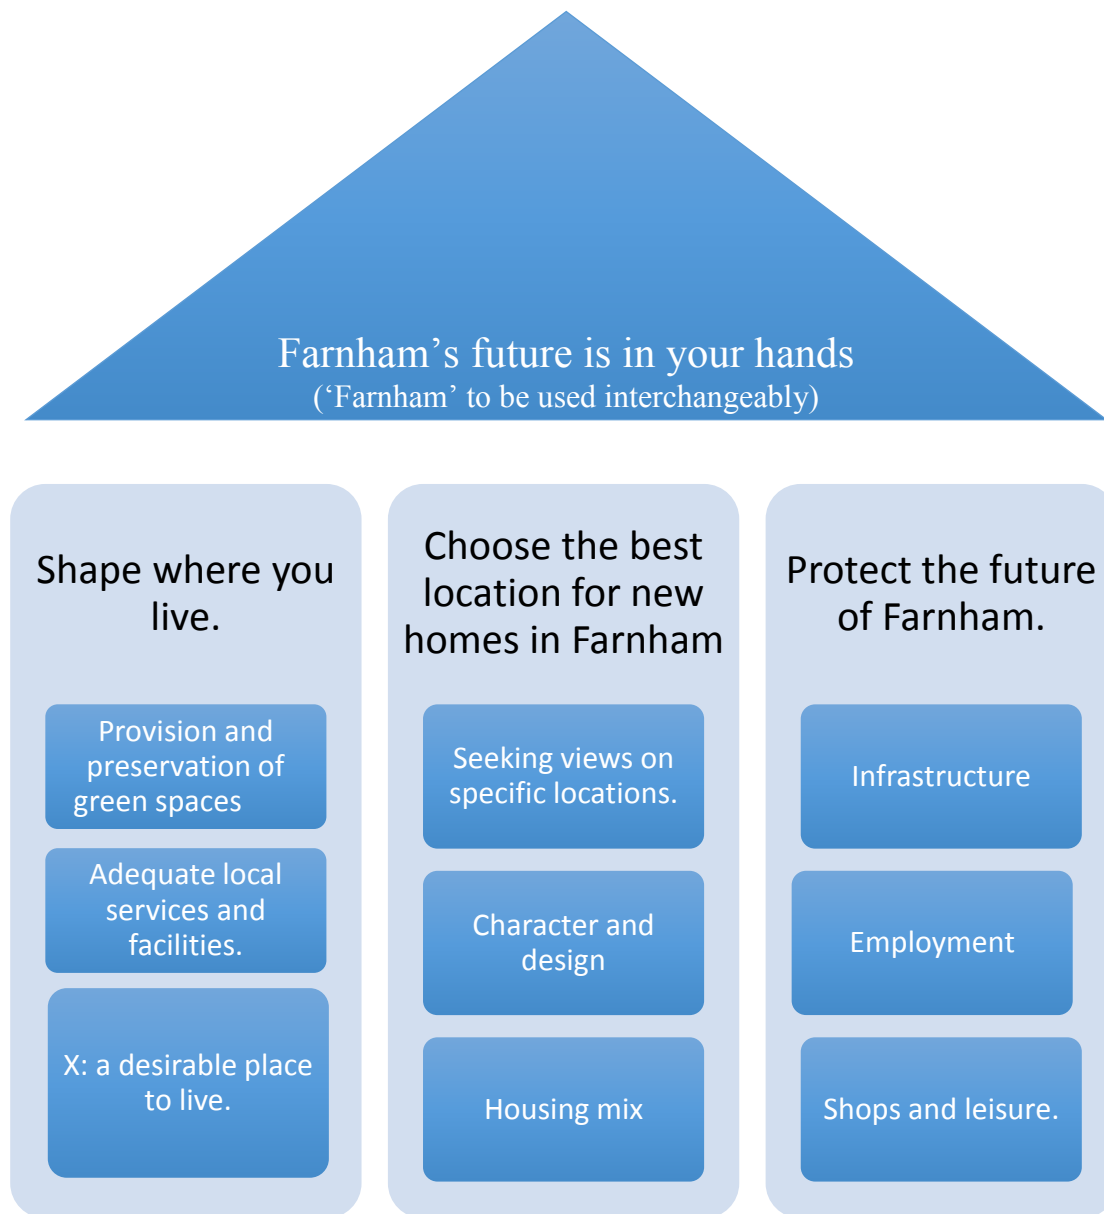 Farnham’s future is in your hands
(‘Farnham’ to be used interchangeably)
Shape where you
live.
Provision and
preservation of
green spaces
Adequate local
services and
facilities.
X: a desirable place
to live.
Choose the best
location for new
homes in Farnham
Seeking views on
specific locations.
Character and
design
Housing mix
Protect the future
of Farnham.
Infrastructure
Employment
Shops and leisure.